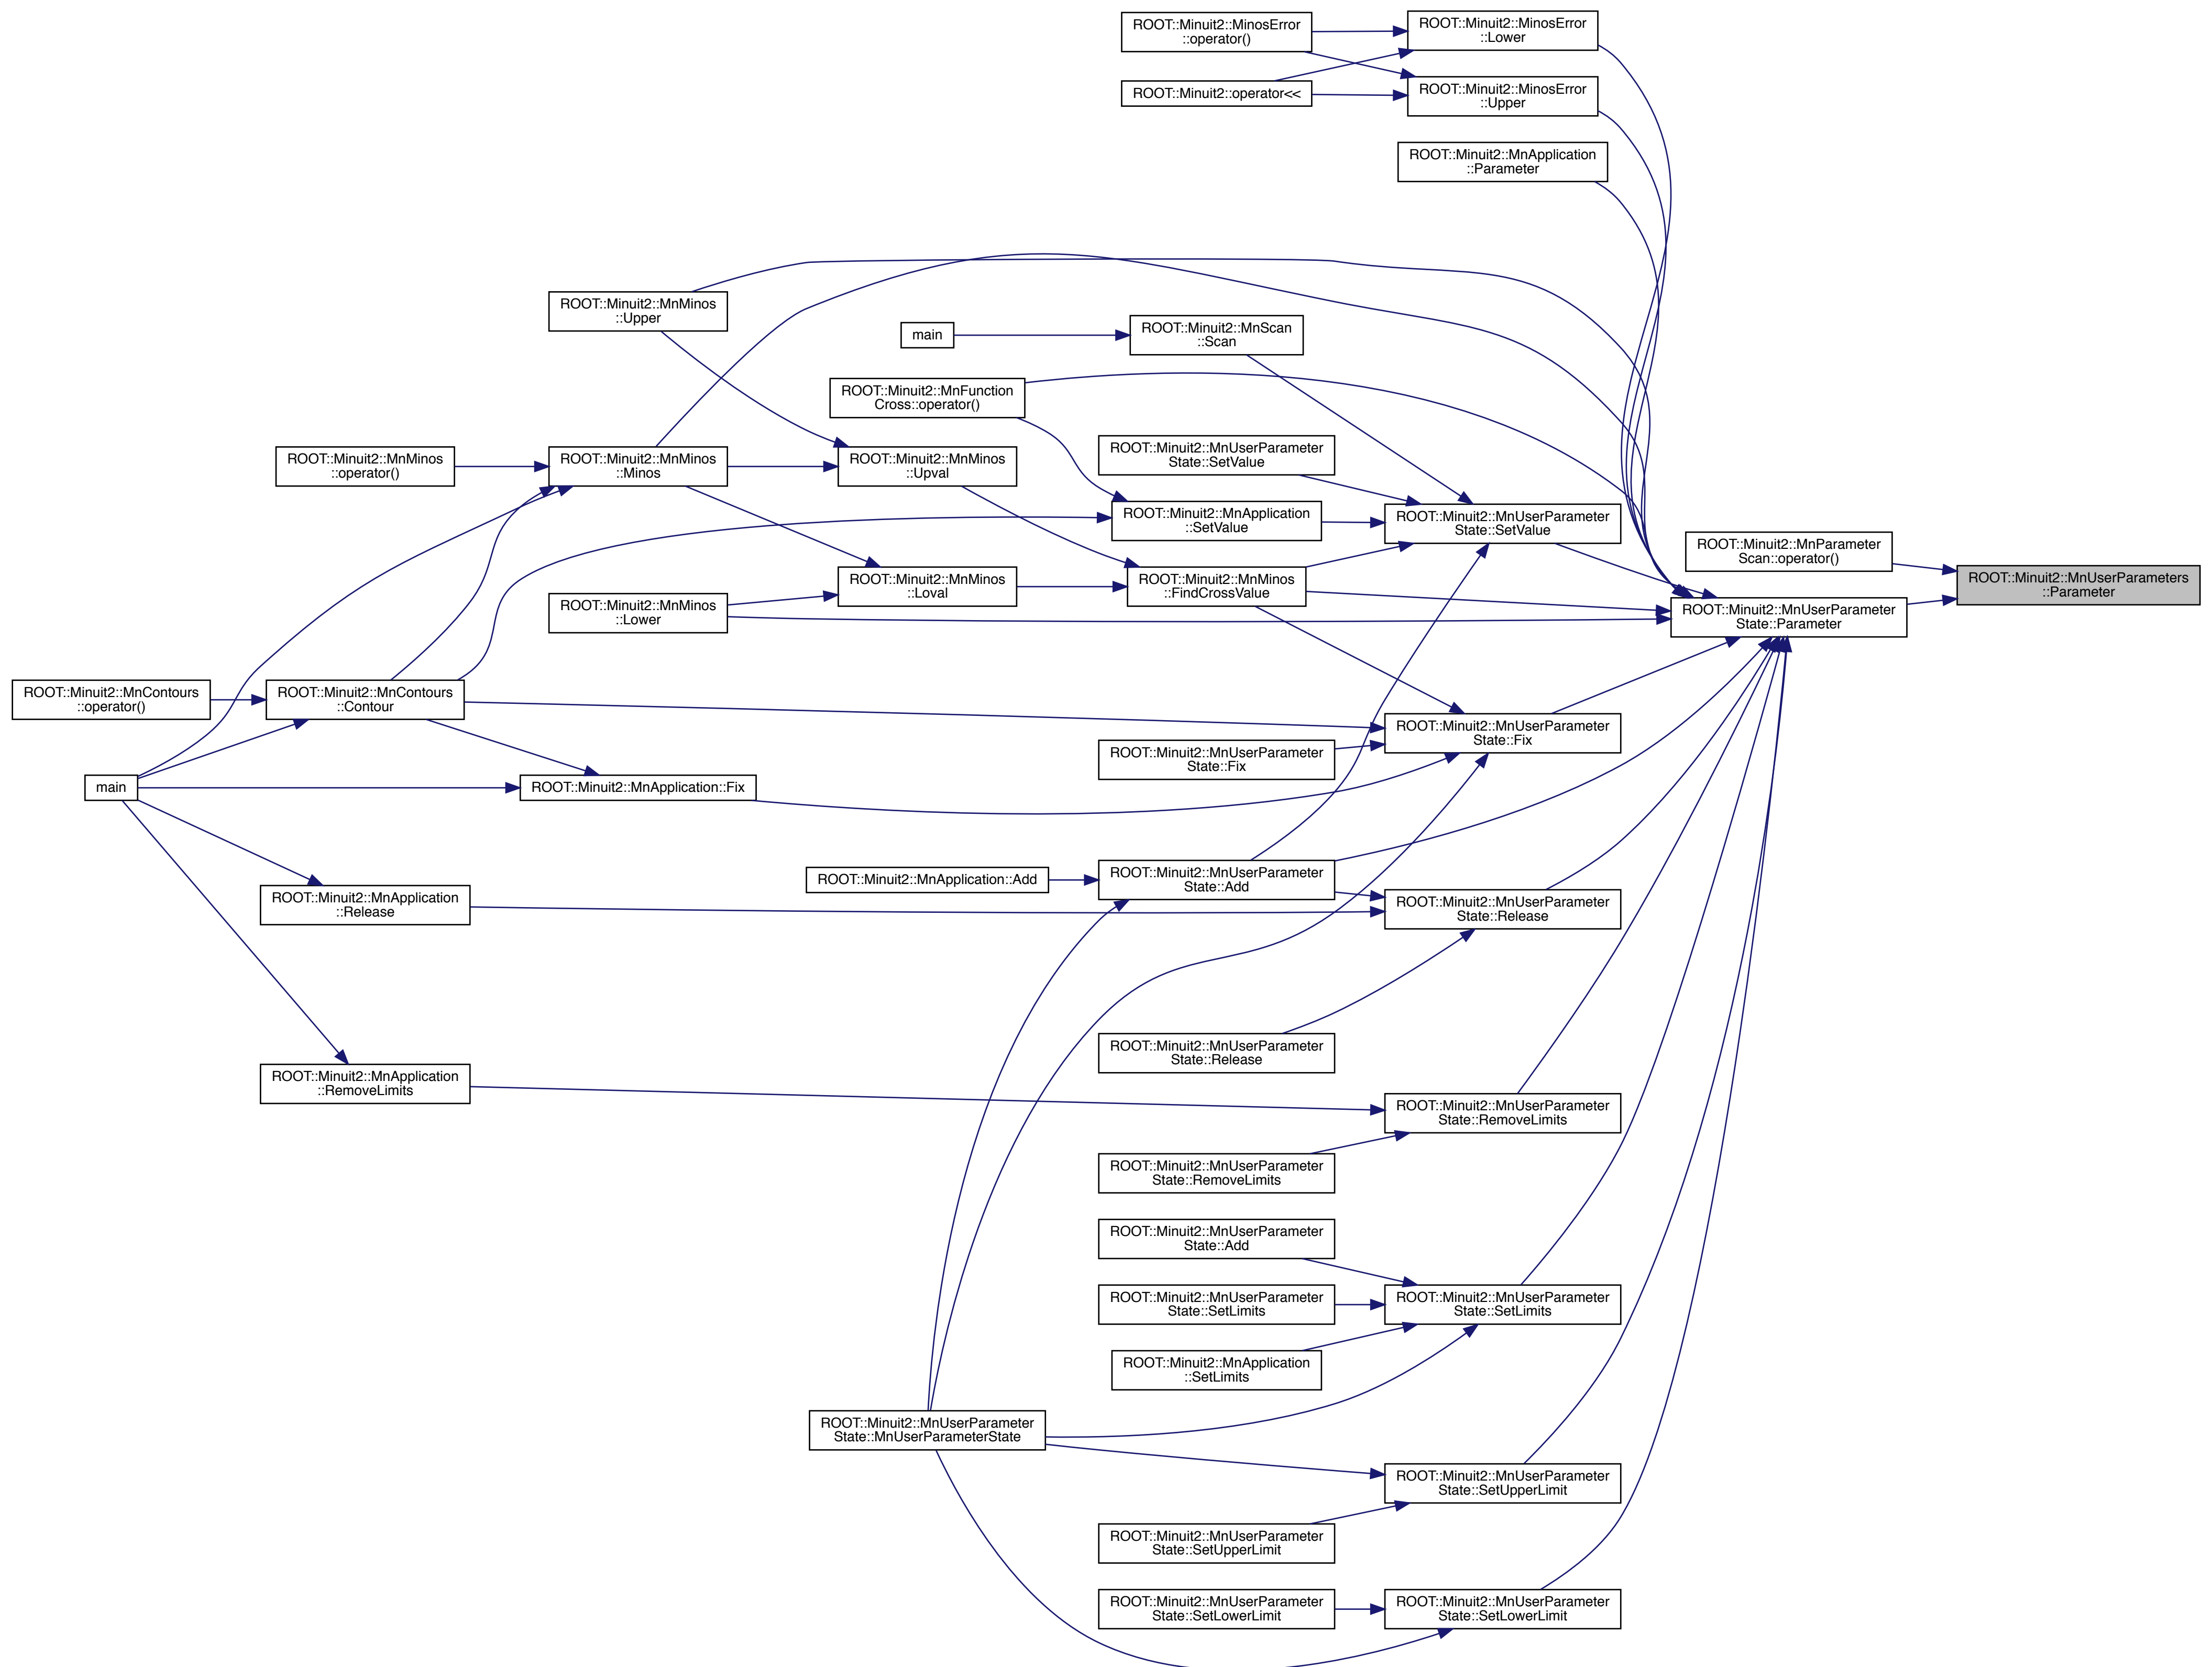 ROOT::Minuit2::MinosError
::operator()
ROOT::Minuit2::MinosError
::Lower
ROOT::Minuit2::operator<<
ROOT::Minuit2::MinosError
::Upper
ROOT::Minuit2::MnApplication
::Parameter
ROOT::Minuit2::MnMinos
::Upper
main
ROOT::Minuit2::MnScan
::Scan
ROOT::Minuit2::MnFunction
Cross::operator()
ROOT::Minuit2::MnUserParameter
State::SetValue
ROOT::Minuit2::MnMinos
::operator()
ROOT::Minuit2::MnMinos
::Minos
ROOT::Minuit2::MnMinos
::Upval
ROOT::Minuit2::MnApplication
::SetValue
ROOT::Minuit2::MnUserParameter
State::SetValue
ROOT::Minuit2::MnParameter
Scan::operator()
ROOT::Minuit2::MnUserParameters
::Parameter
ROOT::Minuit2::MnMinos
::Lower
ROOT::Minuit2::MnMinos
::Loval
ROOT::Minuit2::MnMinos
::FindCrossValue
ROOT::Minuit2::MnUserParameter
State::Parameter
ROOT::Minuit2::MnContours
::operator()
ROOT::Minuit2::MnContours
::Contour
ROOT::Minuit2::MnUserParameter
State::Fix
ROOT::Minuit2::MnUserParameter
State::Fix
main
ROOT::Minuit2::MnApplication::Fix
ROOT::Minuit2::MnApplication::Add
ROOT::Minuit2::MnUserParameter
State::Add
ROOT::Minuit2::MnApplication
::Release
ROOT::Minuit2::MnUserParameter
State::Release
ROOT::Minuit2::MnUserParameter
State::Release
ROOT::Minuit2::MnApplication
::RemoveLimits
ROOT::Minuit2::MnUserParameter
State::RemoveLimits
ROOT::Minuit2::MnUserParameter
State::RemoveLimits
ROOT::Minuit2::MnUserParameter
State::Add
ROOT::Minuit2::MnUserParameter
State::SetLimits
ROOT::Minuit2::MnUserParameter
State::SetLimits
ROOT::Minuit2::MnApplication
::SetLimits
ROOT::Minuit2::MnUserParameter
State::MnUserParameterState
ROOT::Minuit2::MnUserParameter
State::SetUpperLimit
ROOT::Minuit2::MnUserParameter
State::SetUpperLimit
ROOT::Minuit2::MnUserParameter
State::SetLowerLimit
ROOT::Minuit2::MnUserParameter
State::SetLowerLimit